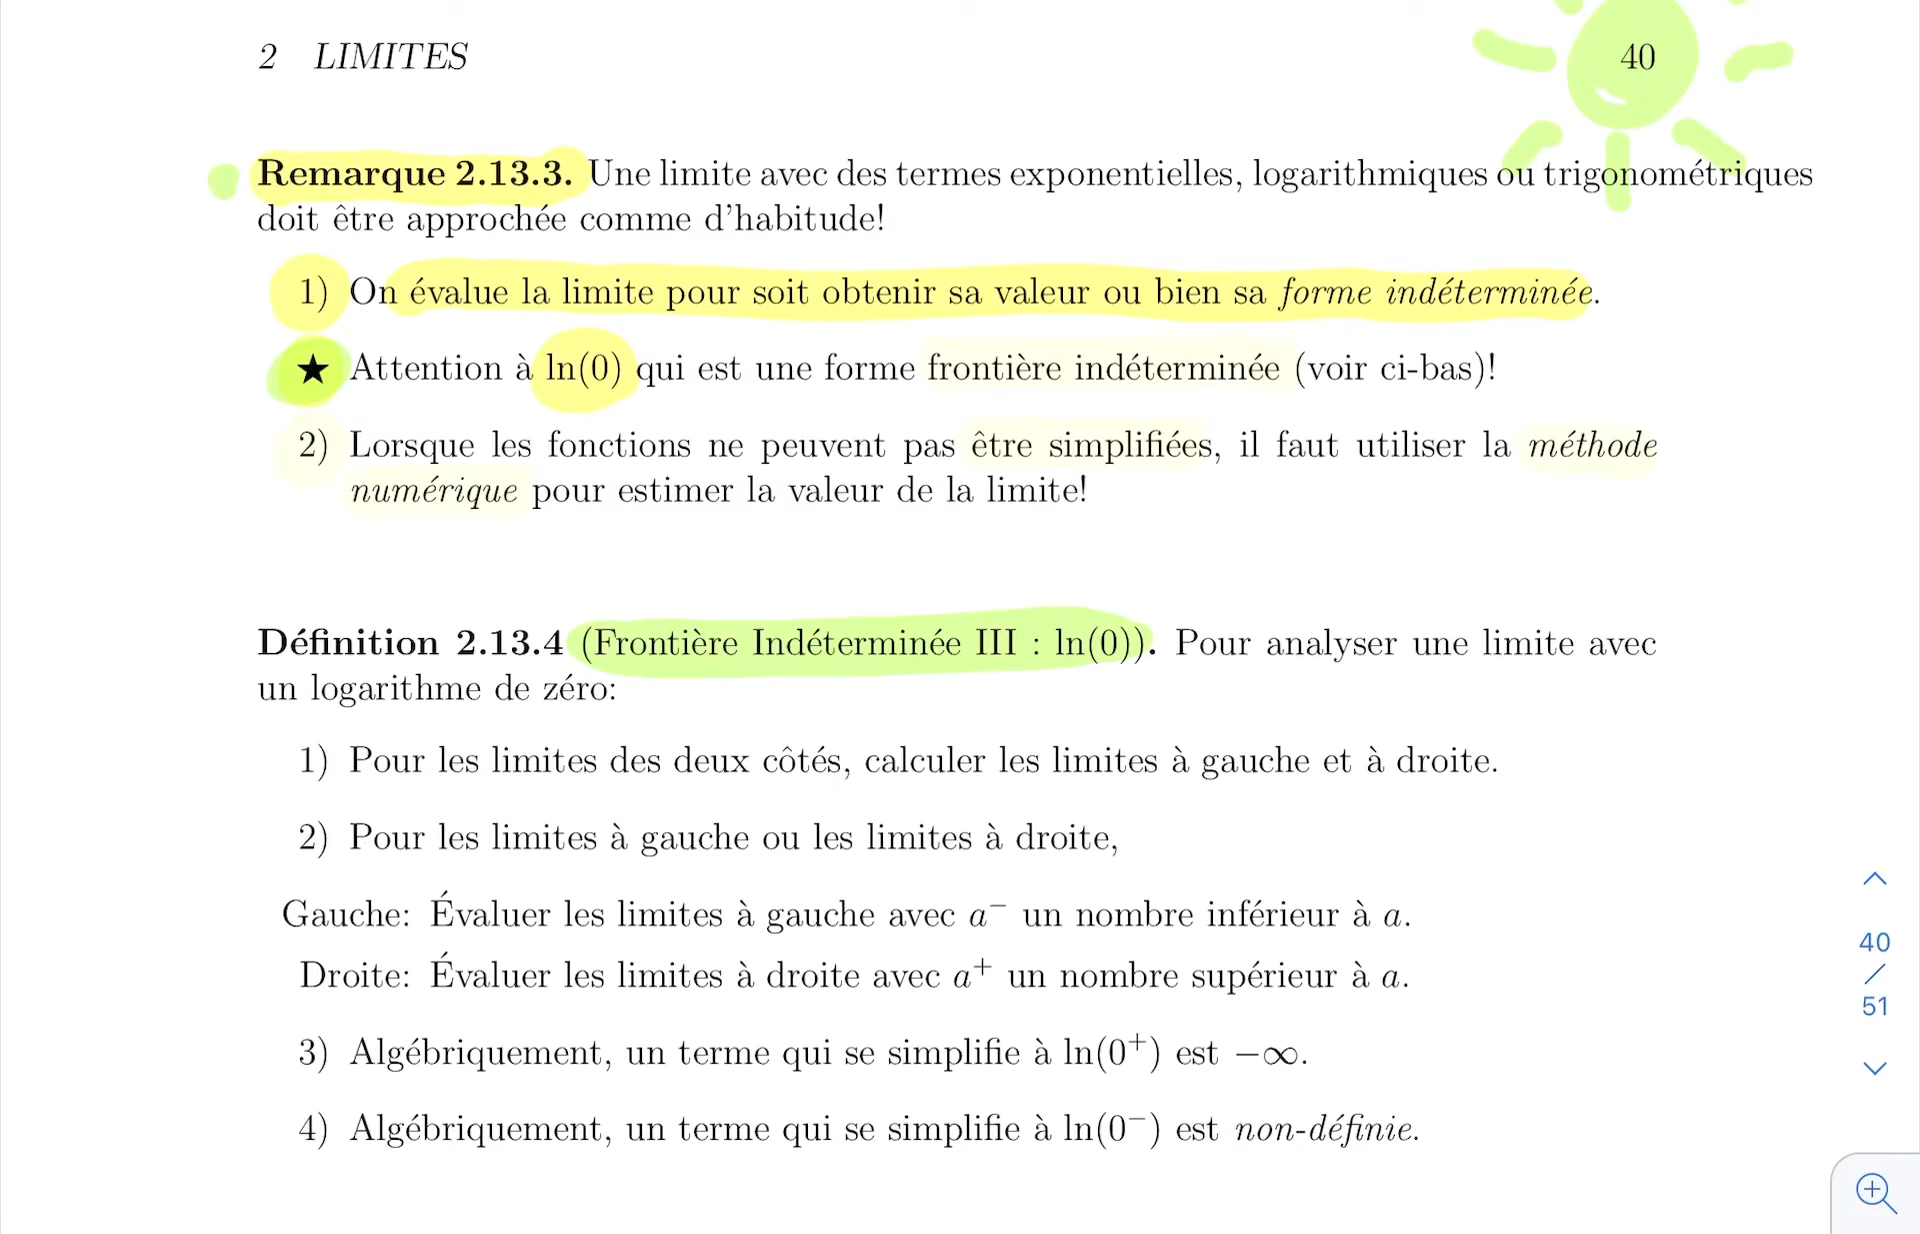 2 LIMITES 40
Remarque 2.13.3. Une limite avec des termes exponentielles, logarithmiques ou trigonométriques
doit être approchée comme d'habitude!
1) On évalue la limite pour soit obtenir sa valeur ou bien sa forme indéterminée.
★ Attention à ln(0) qui est une forme frontière indéterminée (voir ci-bas)!
2) Lorsque les fonctions ne peuvent pas être simplifiées, il faut utiliser la méthode
numérique pour estimer la valeur de la limite!
Définition 2.13.4 (Frontière Indéterminée III : ln(0)). Pour analyser une limite avec
un logarithme de zéro:
1) Pour les limites des deux côtés, calculer les limites à gauche et à droite.
2) Pour les limites à gauche ou les limites à droite,
Gauche: Évaluer les limites à gauche avec a⁻ un nombre inférieur à a.
Droite: Évaluer les limites à droite avec a⁺ un nombre supérieur à a.
3) Algébriquement, un terme qui se simplifie à ln(0⁺) est −∞.
4) Algébriquement, un terme qui se simplifie à ln(0⁻) est non-définie.
40
/
51